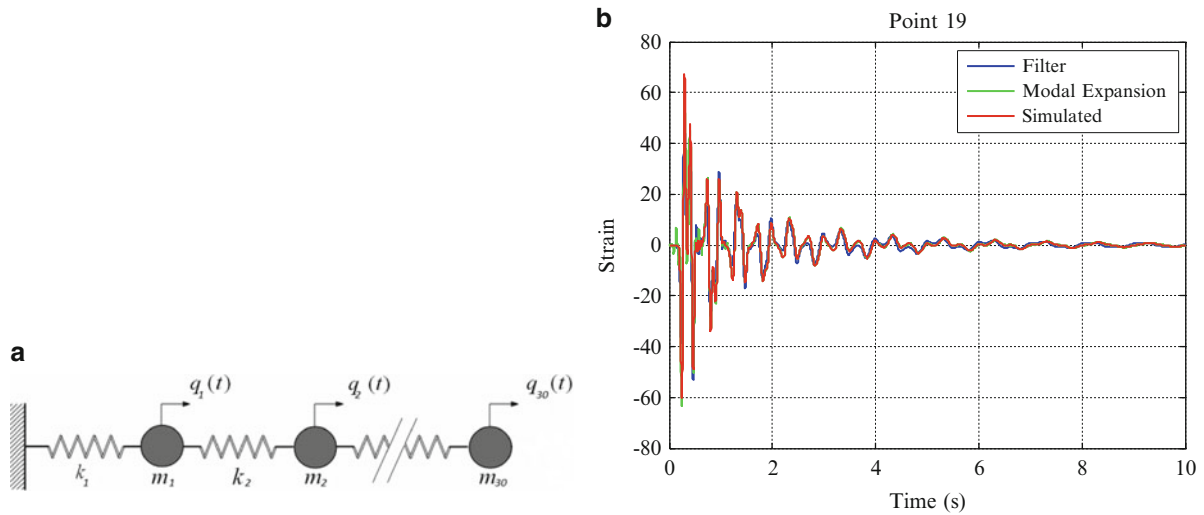 a
q1(t)
q2(t)
q30(t)
k1
m1
k2
m2
m30
b
Point 19
Filter
Modal Expansion
Simulated
Strain
80
60
40
20
0
-20
-40
-60
-80
0
2
4
6
8
10
Time (s)